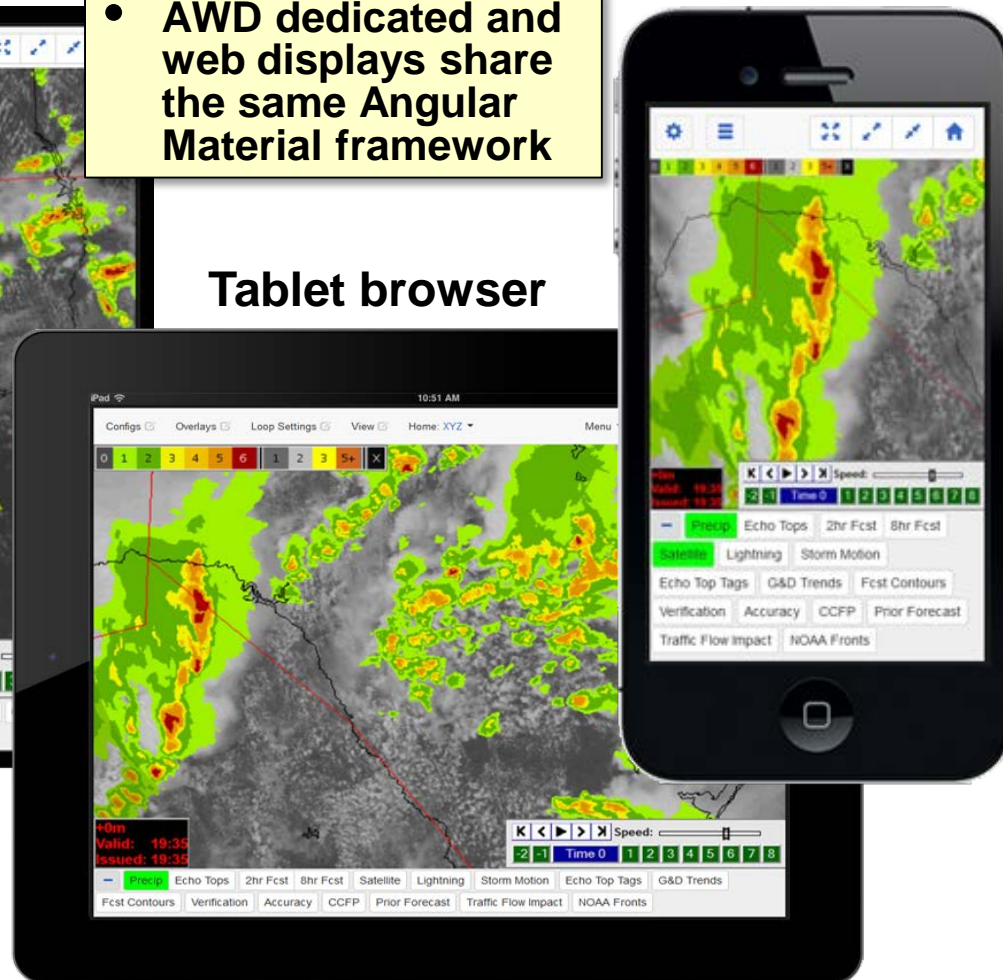 • AWD dedicated and
web displays share
the same Angular
Material framework
Tablet browser
iPad
10:51 AM
Configs Overlays Loop Settings View Home: XYZ Menu
0 1 2 3 4 5 6 1 2 3 5+ X
+0m
Valid: 19:35
Issued: 19:35
Speed:
-2 -1 Time 0 1 2 3 4 5 6 7 8
Precip Echo Tops 2hr Fcst 8hr Fcst Satellite Lightning Storm Motion Echo Top Tags G&D Trends
Fcst Contours Verification Accuracy CCFP Prior Forecast Traffic Flow Impact NOAA Fronts
0 1 2 3 4 5 6 1 2 3 5+ X
+0m
Valid: 19:35
Issued: 19:35
Speed:
-2 -1 Time 0 1 2 3 4 5 6 7 8
Precip Echo Tops 2hr Fcst 8hr Fcst
Satellite Lightning Storm Motion
Echo Top Tags G&D Trends Fcst Contours
Verification Accuracy CCFP Prior Forecast
Traffic Flow Impact NOAA Fronts